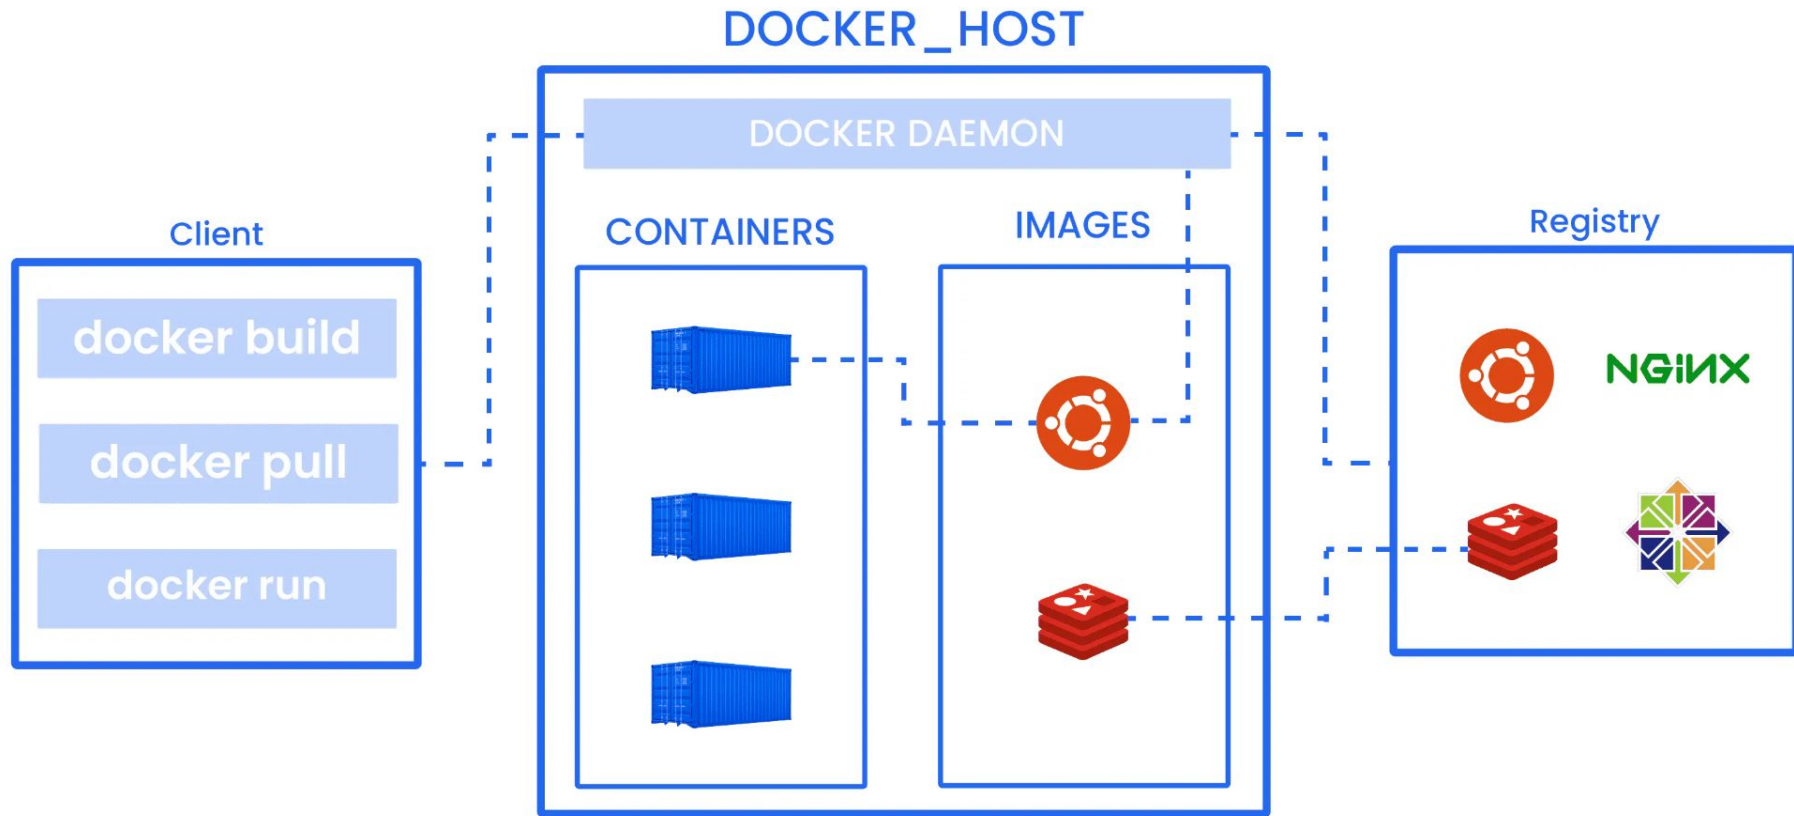 DOCKER_HOST
DOCKER DAEMON
Client
docker build
docker pull
docker run
CONTAINERS
IMAGES
Registry
NGiNX